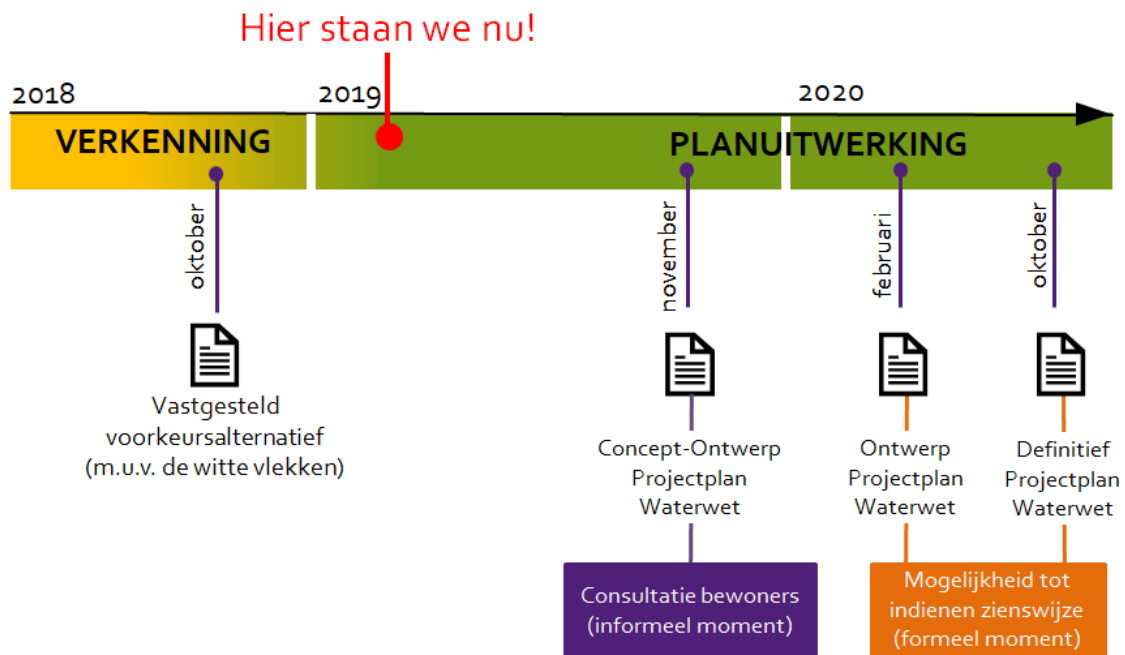 Hier staan we nu!
2018
2019
2020
VERKENNING
PLANUITWERKING
oktober
november
februari
oktober
Vastgesteld
voorkeursalternatief
(m.u.v. de witte vlekken)
Concept-Ontwerp
Projectplan
Waterwet
Ontwerp
Projectplan
Waterwet
Definitief
Projectplan
Waterwet
Consultatie bewoners
(informeel moment)
Mogelijkheid tot
indienen zienswijze
(formeel moment)